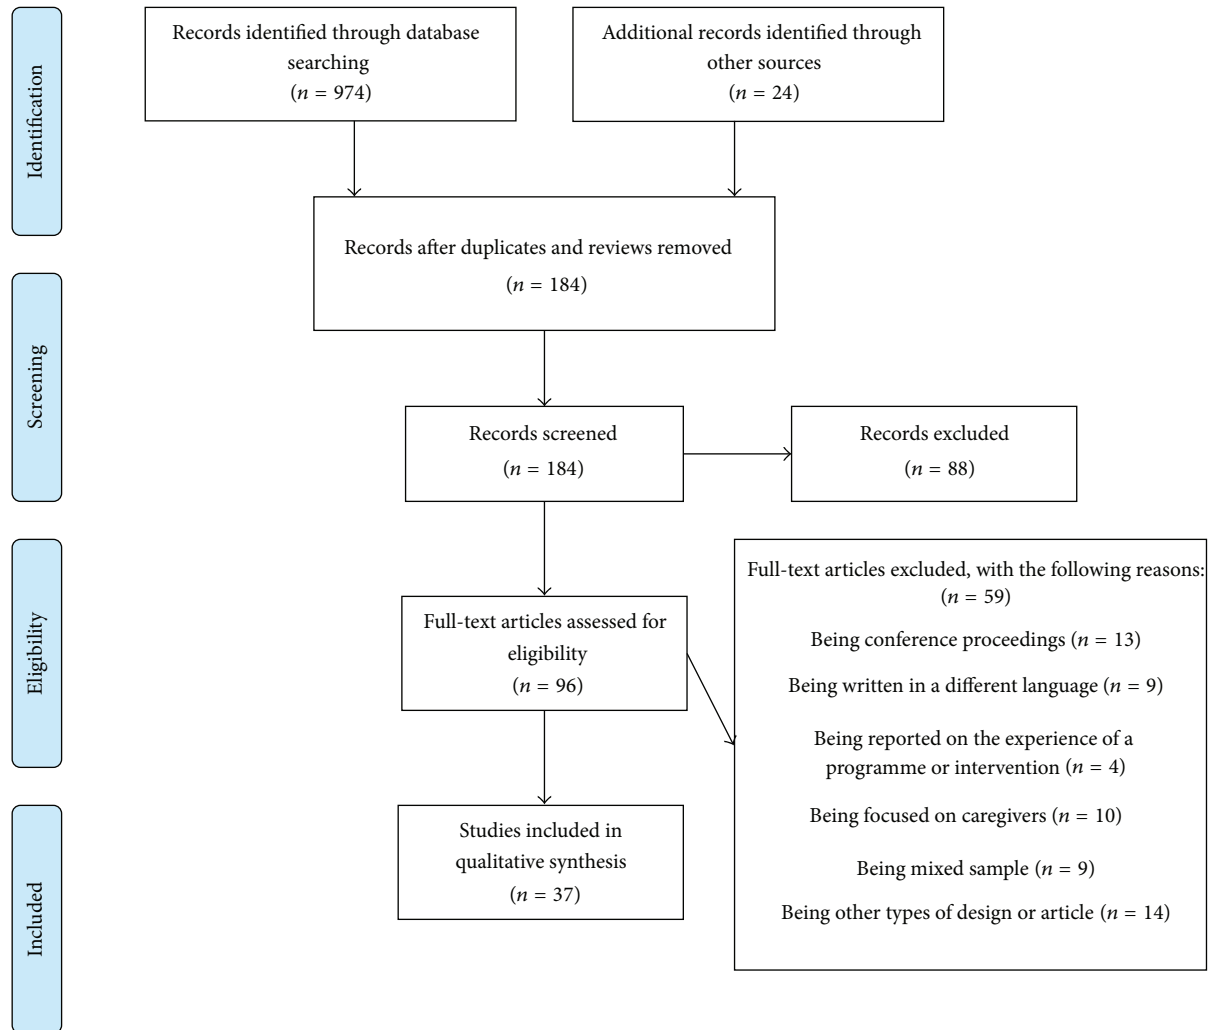 Identification
Records identified through database
searching
(n = 974)
Additional records identified through
other sources
(n = 24)
Records after duplicates and reviews removed
(n = 184)
Screening
Records screened
(n = 184)
Records excluded
(n = 88)
Eligibility
Full-text articles assessed for
eligibility
(n = 96)
Full-text articles excluded, with the following reasons:
(n = 59)
Being conference proceedings (n = 13)
Being written in a different language (n = 9)
Being reported on the experience of a
programme or intervention (n = 4)
Being focused on caregivers (n = 10)
Being mixed sample (n = 9)
Being other types of design or article (n = 14)
Included
Studies included in
qualitative synthesis
(n = 37)